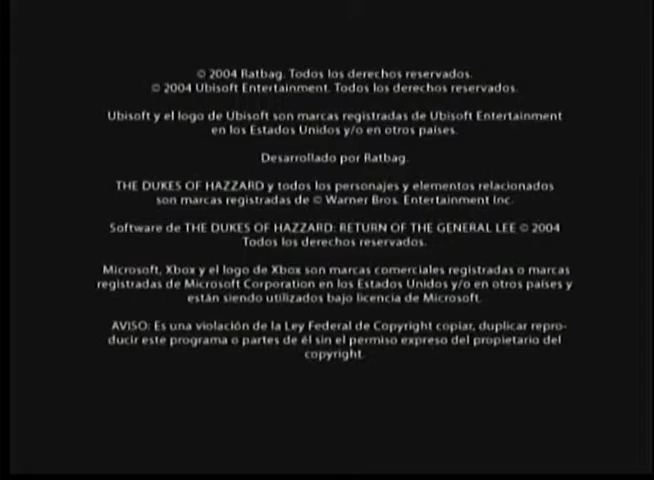 © 2004 Ratbag. Todos los derechos reservados.
© 2004 Ubisoft Entertainment. Todos los derechos reservados.
Ubisoft y el logo de Ubisoft son marcas registradas de Ubisoft Entertainment
en los Estados Unidos y/o en otros países.
Desarrollado por Ratbag.
THE DUKES OF HAZZARD y todos los personajes y elementos relacionados
son marcas registradas de © Warner Bros. Entertainment Inc.
Software de THE DUKES OF HAZZARD: RETURN OF THE GENERAL LEE © 2004
Todos los derechos reservados.
Microsoft, Xbox y el logo de Xbox son marcas comerciales registradas o marcas
registradas de Microsoft Corporation en los Estados Unidos y/o en otros países y
están siendo utilizados bajo licencia de Microsoft.
AVISO: Es una violación de la Ley Federal de Copyright copiar, duplicar repro-
ducir este programa o partes de él sin el permiso expreso del propietario del
copyright.